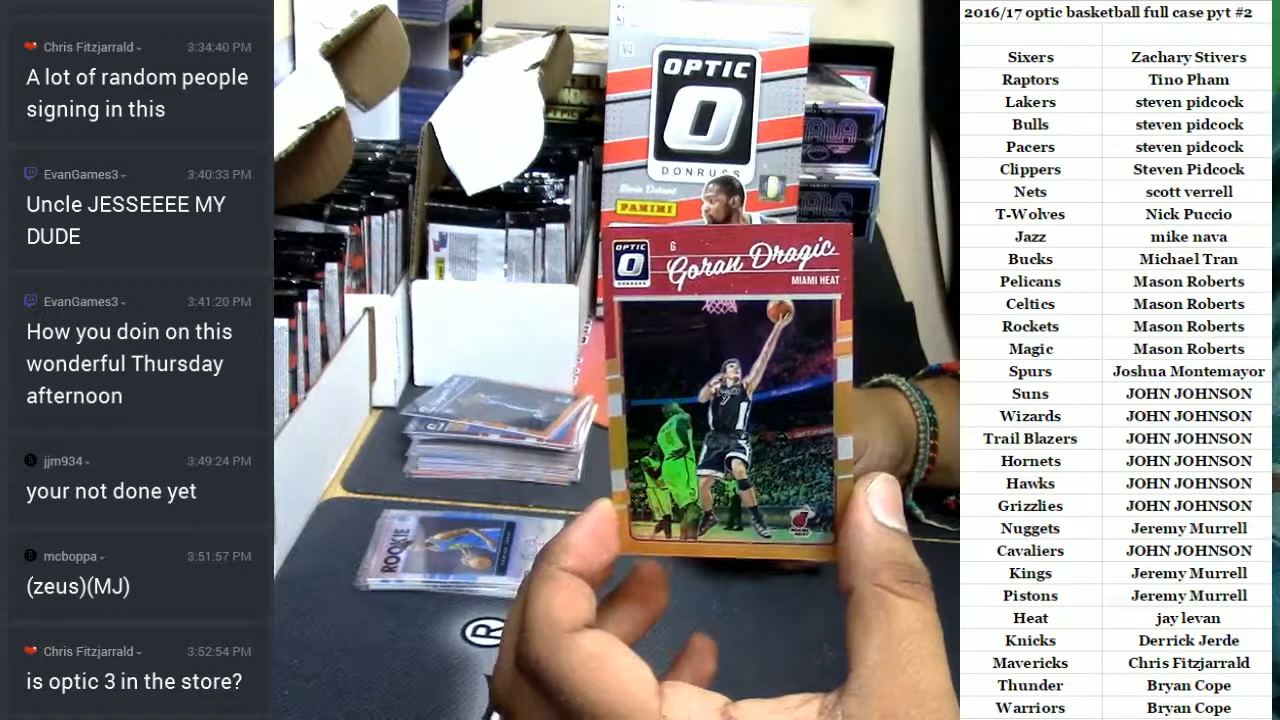 Chris Fitzjarrald 3:34:40 PM
A lot of random people
signing in this
EvanGames3 3:40:33 PM
Uncle JESSEEEE MY
DUDE
EvanGames3 3:41:20 PM
How you doin on this
wonderful Thursday
afternoon
jjm934 3:49:24 PM
your not done yet
mcboppa 3:51:57 PM
(zeus)(MJ)
Chris Fitzjarrald 3:52:54 PM
is optic 3 in the store?
OPTIC
DONRUSS
PANINI
OPTIC
DONRUSS
G
Goran Dragic
MIAMI HEAT
ROOKIE
®
2016/17 optic basketball full case pyt #2
Sixers Zachary Stivers
Raptors Tino Pham
Lakers steven pidcock
Bulls steven pidcock
Pacers steven pidcock
Clippers Steven Pidcock
Nets scott verrell
T-Wolves Nick Puccio
Jazz mike nava
Bucks Michael Tran
Pelicans Mason Roberts
Celtics Mason Roberts
Rockets Mason Roberts
Magic Mason Roberts
Spurs Joshua Montemayor
Suns JOHN JOHNSON
Wizards JOHN JOHNSON
Trail Blazers JOHN JOHNSON
Hornets JOHN JOHNSON
Hawks JOHN JOHNSON
Grizzlies JOHN JOHNSON
Nuggets Jeremy Murrell
Cavaliers JOHN JOHNSON
Kings Jeremy Murrell
Pistons Jeremy Murrell
Heat jay levan
Knicks Derrick Jerde
Mavericks Chris Fitzjarrald
Thunder Bryan Cope
Warriors Bryan Cope